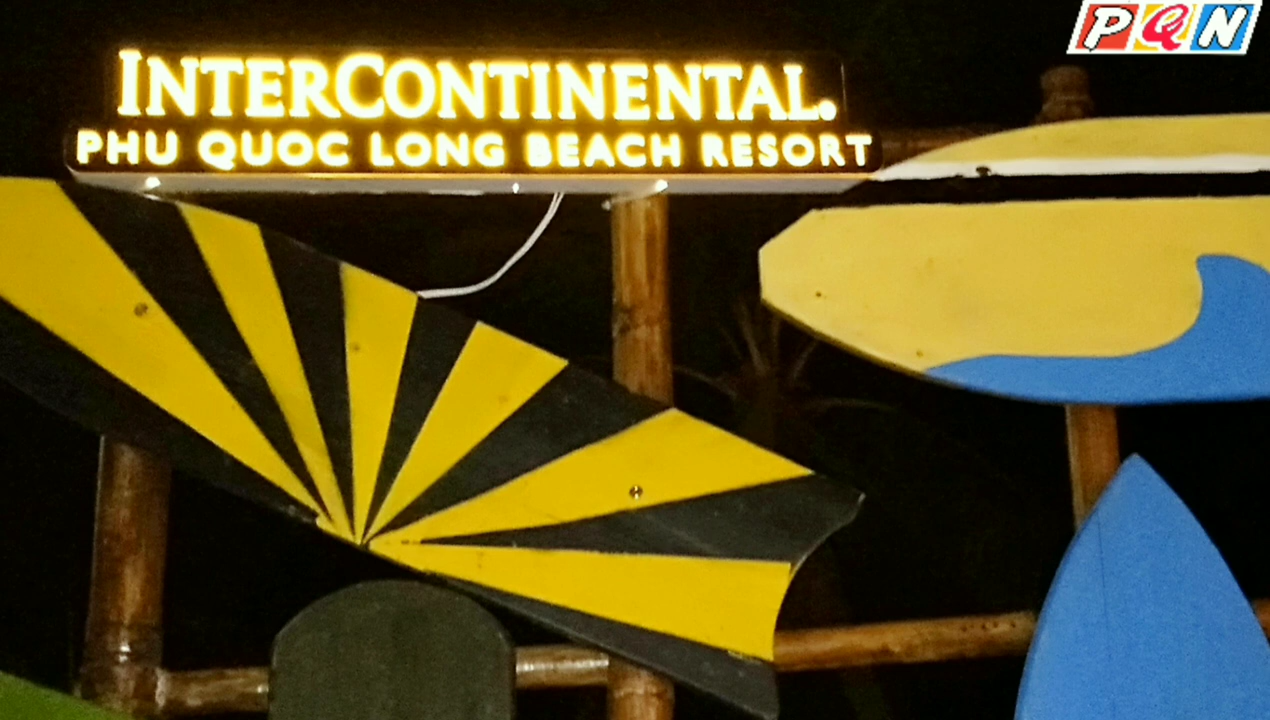 INTERCONTINENTAL.
PHU QUOC LONG BEACH RESORT
PQN